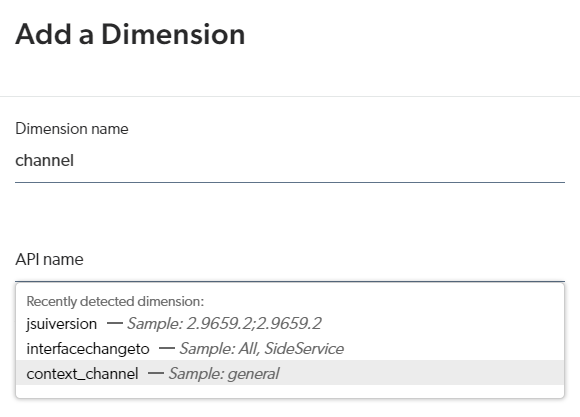 Add a Dimension
Dimension name
channel
API name
Recently detected dimension:
jsuiversion — Sample: 2.9659.2;2.9659.2
interfacechangeto — Sample: All, SideService
context_channel — Sample: general